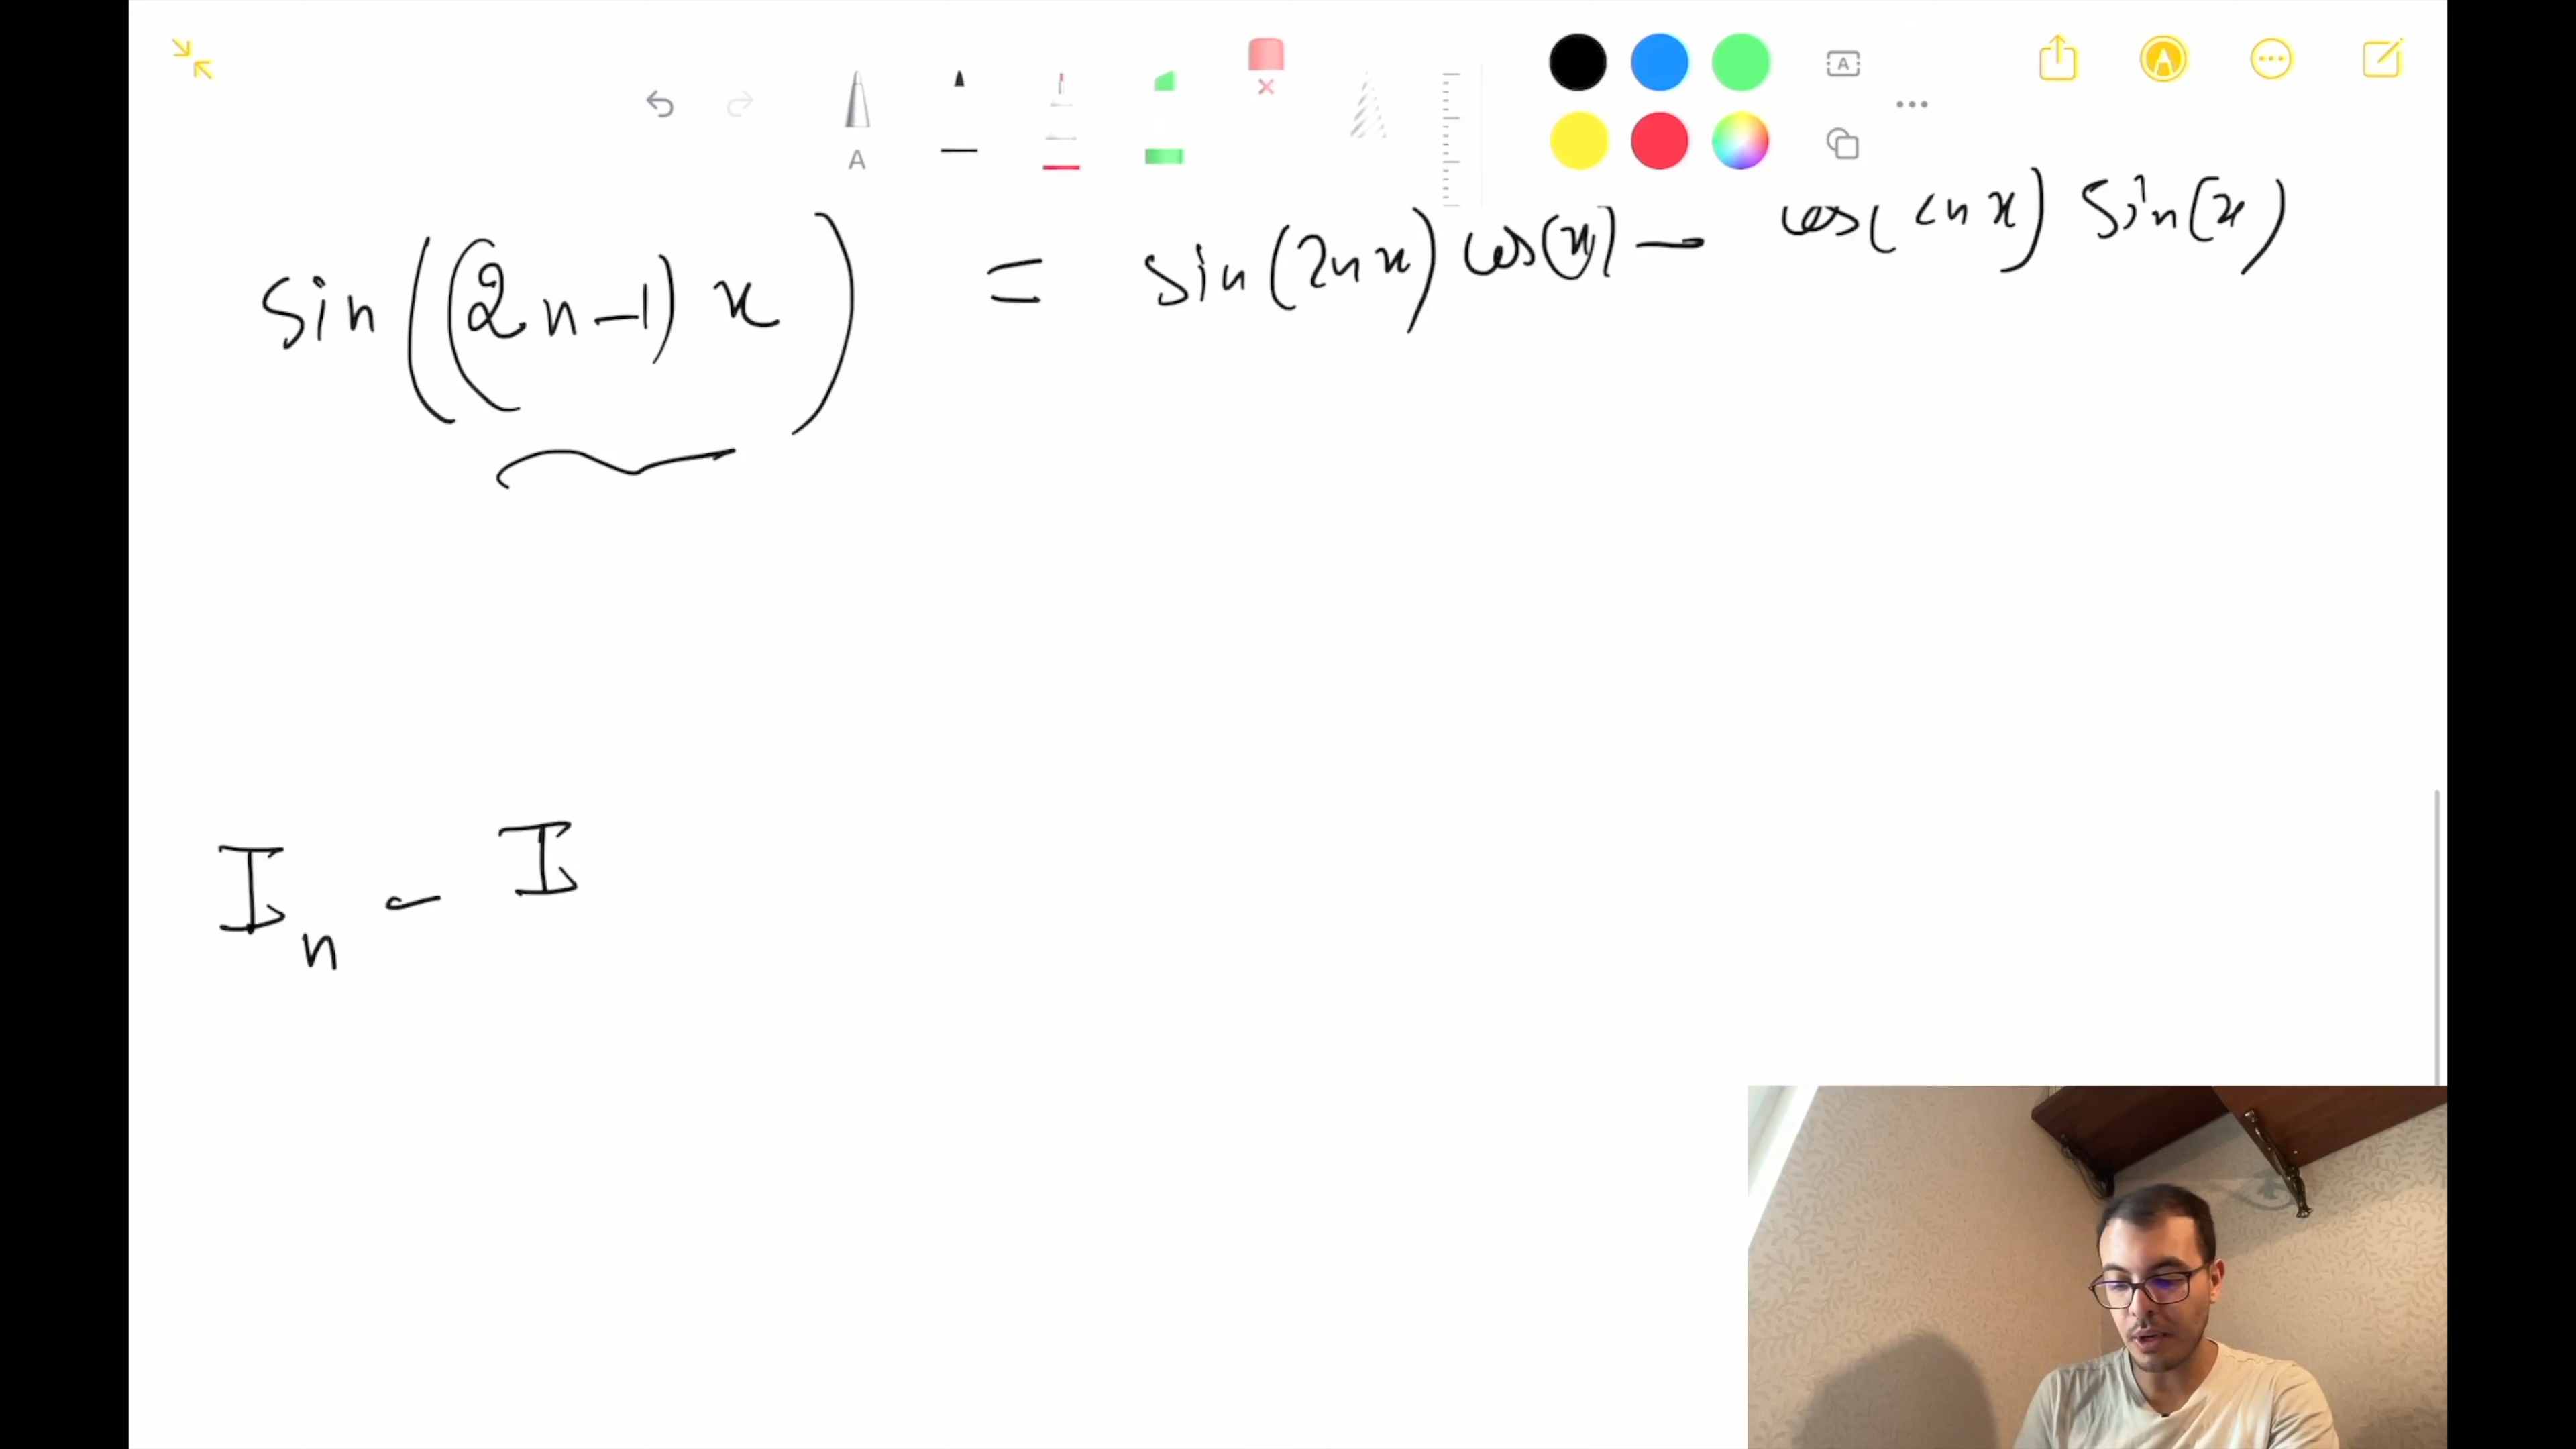 sin((2n-1)x) = sin(2nx) cos(x) - cos(2nx) sin(x)
I_n - I